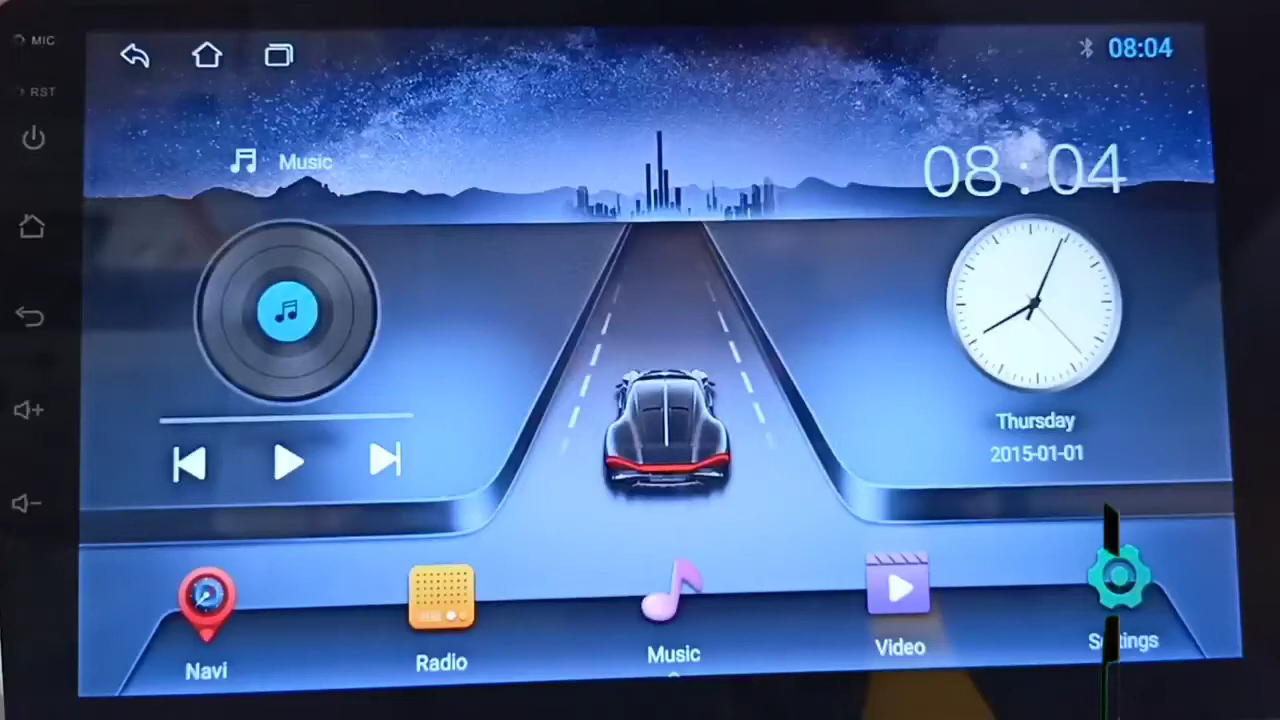 MIC
08:04
RST
Music
08:04
Thursday
2015-01-01
Navi
Radio
Music
Video
Settings